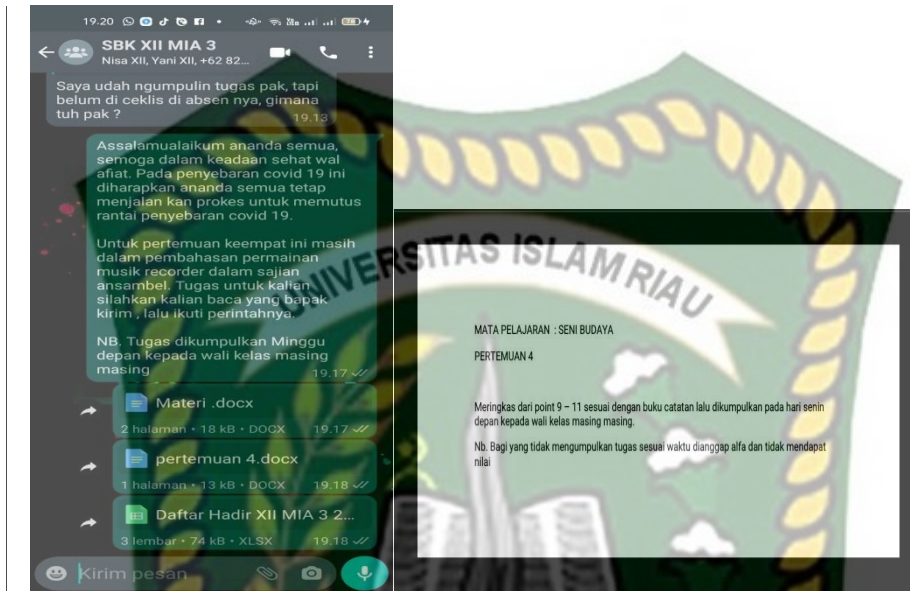 19.20
SBK XII MIA 3
Nisa XII, Yani XII, +62 82...
Saya udah ngumpulin tugas pak, tapi
belum di ceklis di absen nya, gimana
tuh pak ?
19.13
Assalamualaikum ananda semua,
semoga dalam keadaan sehat wal
afiat. Pada penyebaran covid 19 ini
diharapkan ananda semua tetap
menjalan kan prokes untuk memutus
rantai penyebaran covid 19.
Untuk pertemuan keempat ini masih
dalam pembahasan permainan
musik recorder dalam sajian
ansambel. Tugas untuk kalian
silahkan kalian baca yang bapak
kirim , lalu ikuti perintahnya.
NB. Tugas dikumpulkan Minggu
depan kepada wali kelas masing
masing
19.17
Materi .docx
2 halaman • 18 kB • DOCX 19.17
pertemuan 4.docx
1 halaman • 13 kB • DOCX 19.18
Daftar Hadir XII MIA 3 2...
3 lembar • 74 kB • XLSX 19.18
Kirim pesan
UNIVERSITAS ISLAM RIAU
MATA PELAJARAN : SENI BUDAYA
PERTEMUAN 4
Meringkas dari point 9 – 11 sesuai dengan buku catatan lalu dikumpulkan pada hari senin
depan kepada wali kelas masing masing.
Nb. Bagi yang tidak mengumpulkan tugas sesuai waktu dianggap alfa dan tidak mendapat
nilai